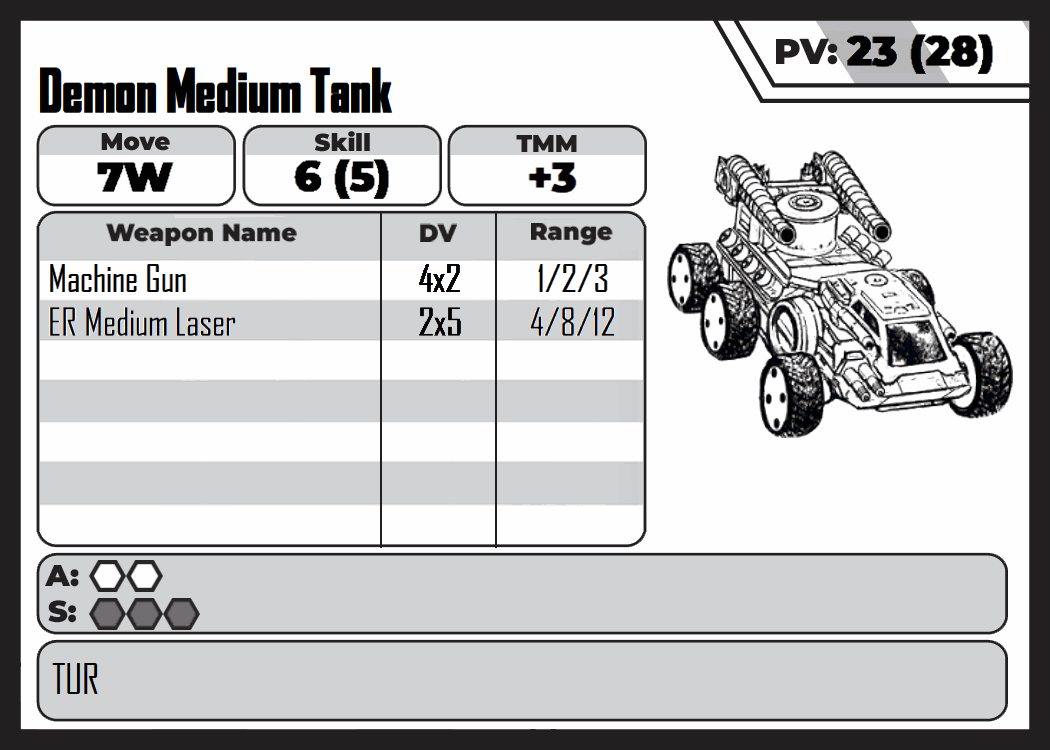 PV: 23 (28)
Demon Medium Tank
Move Skill TMM
7W 6 (5) +3
Weapon Name DV Range
Machine Gun 4x2 1/2/3
ER Medium Laser 2x5 4/8/12
A:
S:
TUR